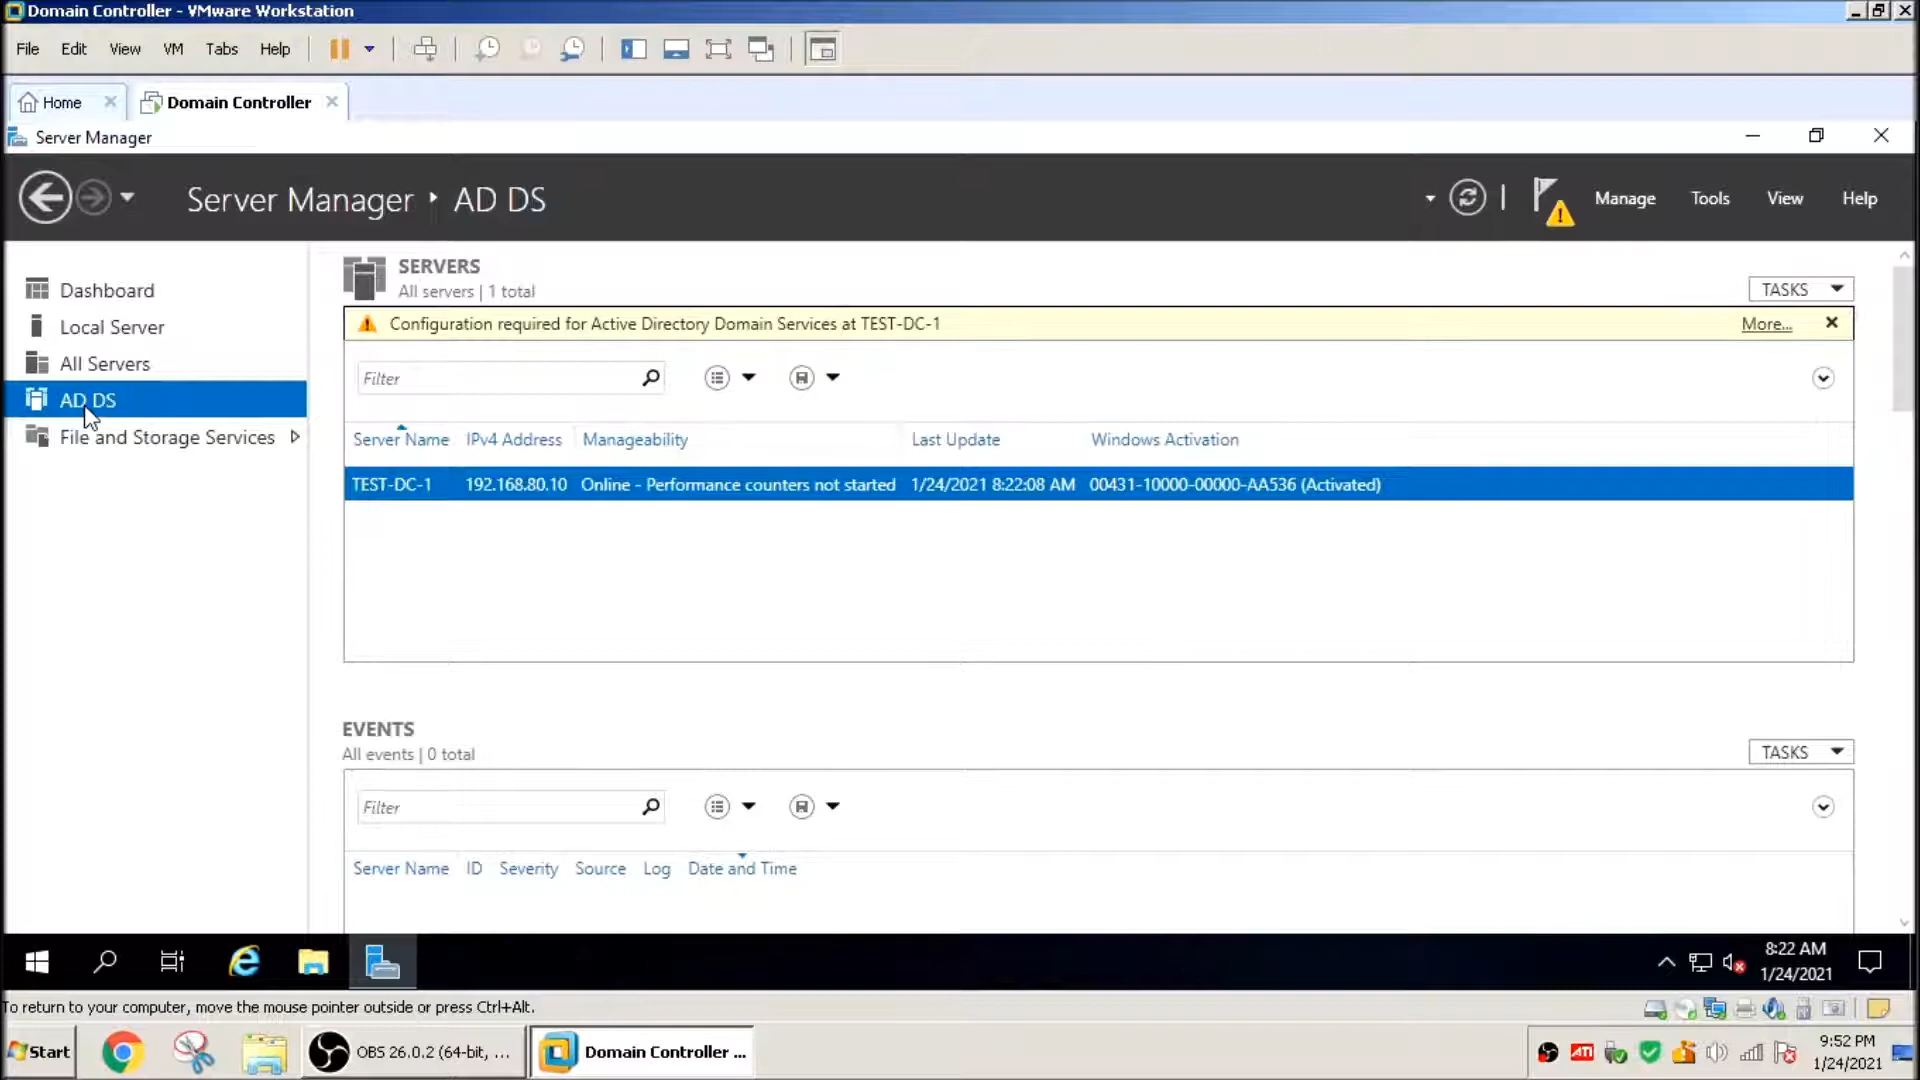 Domain Controller - VMware Workstation
File Edit View VM Tabs Help
Home Domain Controller
Server Manager
Server Manager AD DS Manage Tools View Help
Dashboard
Local Server
All Servers
AD DS
File and Storage Services
SERVERS
All servers | 1 total
TASKS
Configuration required for Active Directory Domain Services at TEST-DC-1 More...
Filter
Server Name IPv4 Address Manageability Last Update Windows Activation
TEST-DC-1 192.168.80.10 Online - Performance counters not started 1/24/2021 8:22:08 AM 00431-10000-00000-AA536 (Activated)
EVENTS
All events | 0 total
TASKS
Filter
Server Name ID Severity Source Log Date and Time
8:22 AM
1/24/2021
To return to your computer, move the mouse pointer outside or press Ctrl+Alt.
Start OBS 26.0.2 (64-bit, ... Domain Controller ... ATI
9:52 PM
1/24/2021